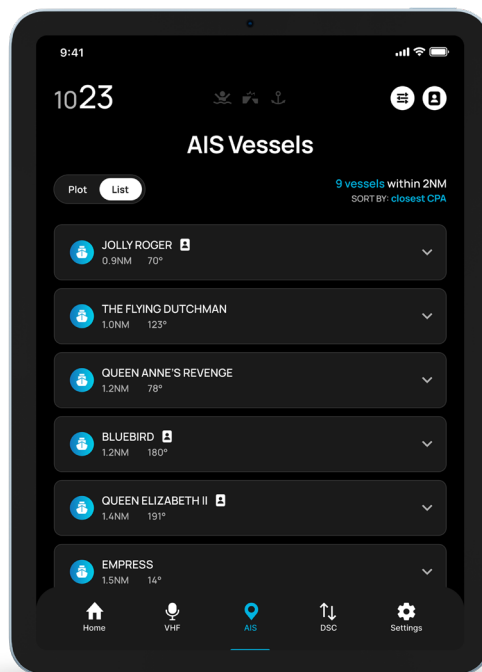 9:41
1023
AIS Vessels
Plot List
9 vessels within 2NM
SORT BY: closest CPA
JOLLY ROGER
0.9NM 70°
THE FLYING DUTCHMAN
1.0NM 123°
QUEEN ANNE'S REVENGE
1.2NM 78°
BLUEBIRD
1.2NM 180°
QUEEN ELIZABETH II
1.4NM 191°
EMPRESS
1.5NM 14°
Home VHF AIS DSC Settings